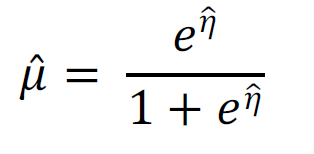 μ̂ = e^η̂ / (1 + e^η̂)